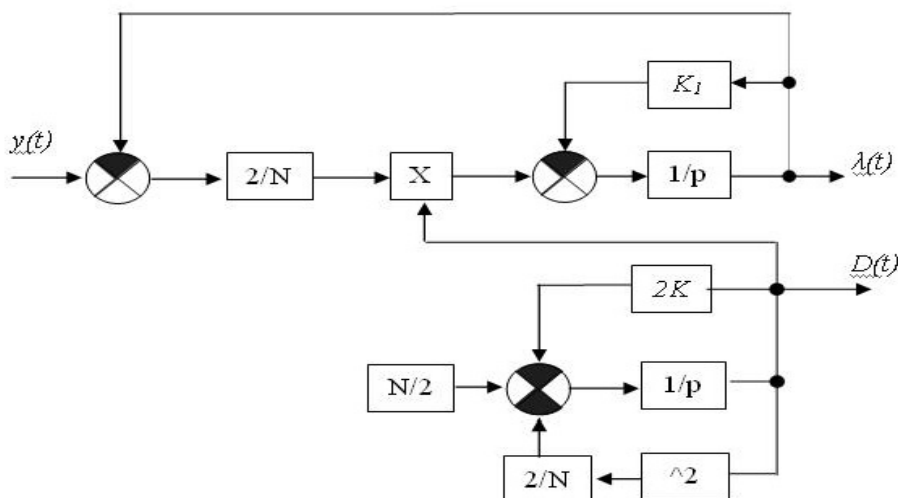 K1
y(t)
2/N
X
1/p
λ(t)
D(t)
2K
N/2
1/p
2/N
^2